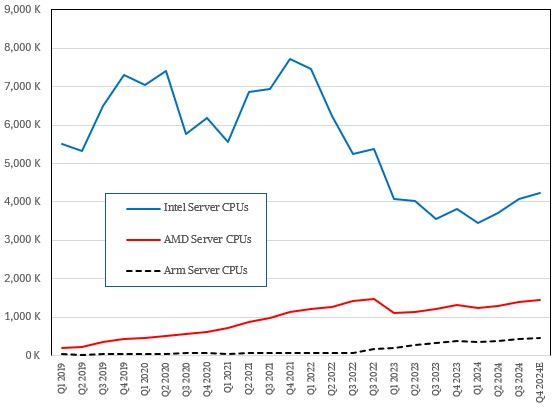 9,000 K
8,000 K
7,000 K
6,000 K
5,000 K
4,000 K
3,000 K
2,000 K
1,000 K
0 K
Intel Server CPUs
AMD Server CPUs
Arm Server CPUs
Q1 2019
Q2 2019
Q3 2019
Q4 2019
Q1 2020
Q2 2020
Q3 2020
Q4 2020
Q1 2021
Q2 2021
Q3 2021
Q4 2021
Q1 2022
Q2 2022
Q3 2022
Q3 2022
Q1 2023
Q2 2023
Q3 2023
Q4 2023
Q1 2024
Q2 2024
Q3 2024
Q4 2024E